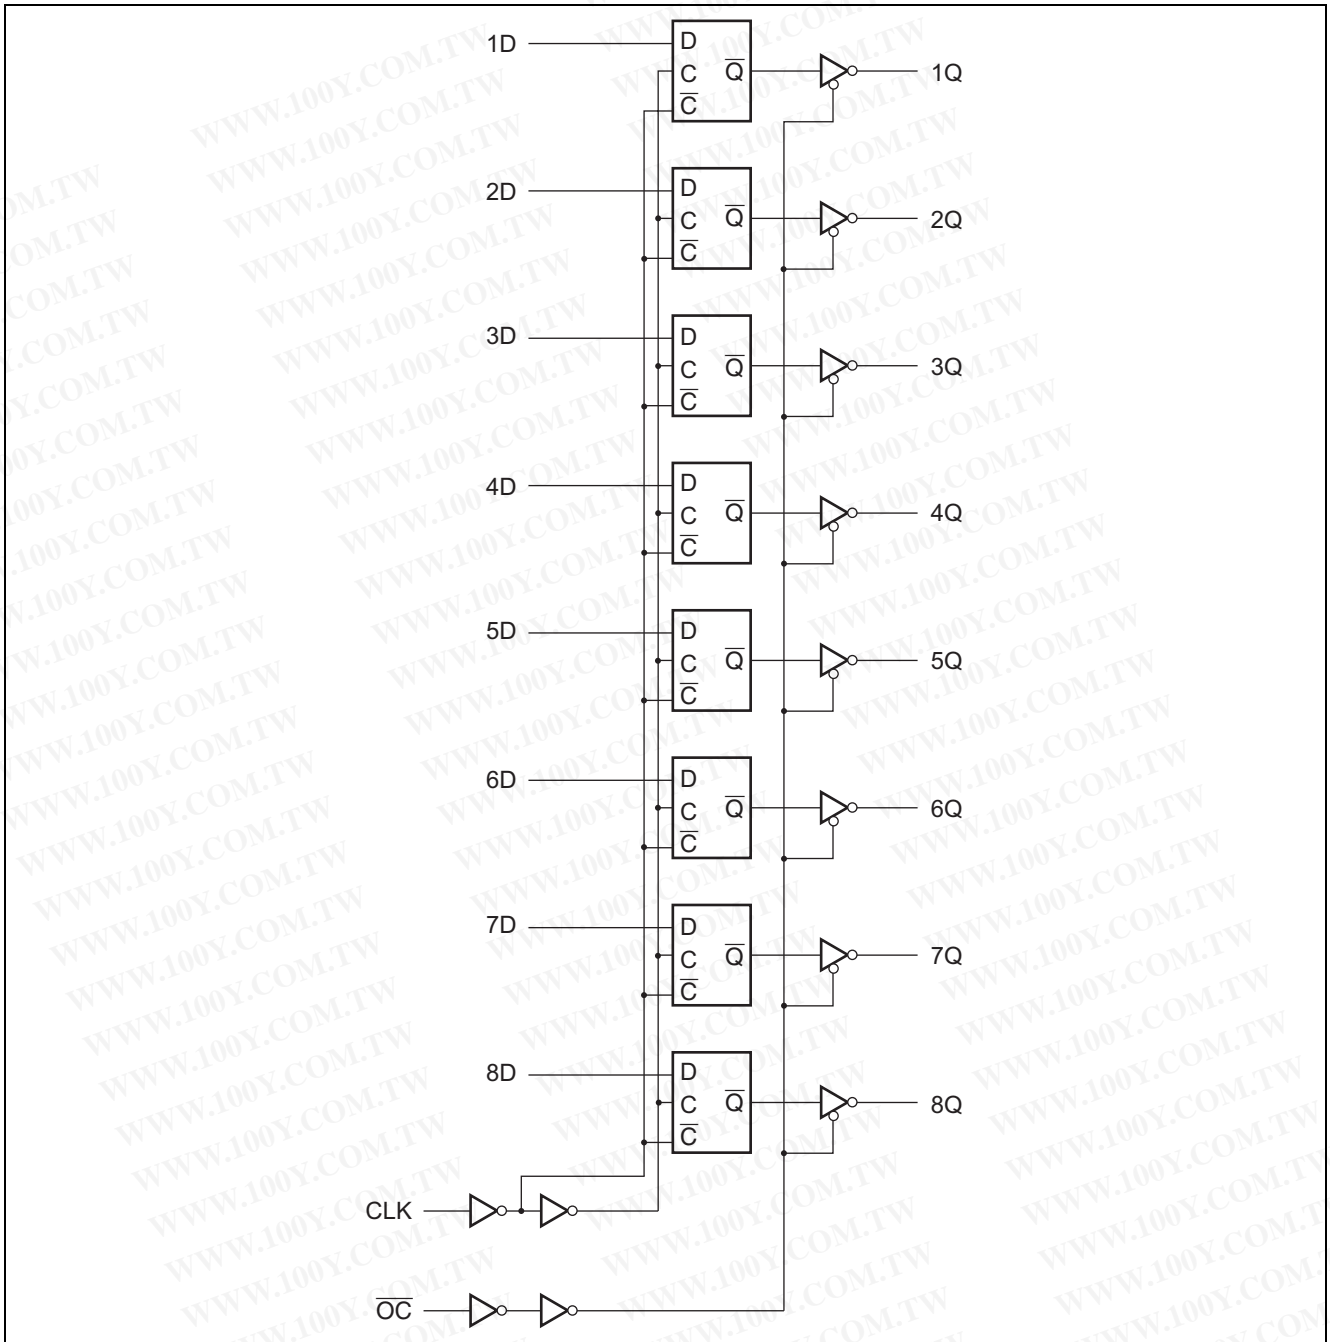 1D D C C̅ Q̅ 1Q
2D D C C̅ Q̅ 2Q
3D D C C̅ Q̅ 3Q
4D D C C̅ Q̅ 4Q
5D D C C̅ Q̅ 5Q
6D D C C̅ Q̅ 6Q
7D D C C̅ Q̅ 7Q
8D D C C̅ Q̅ 8Q
CLK
O̅C̅
WWW.100Y.COM.TW